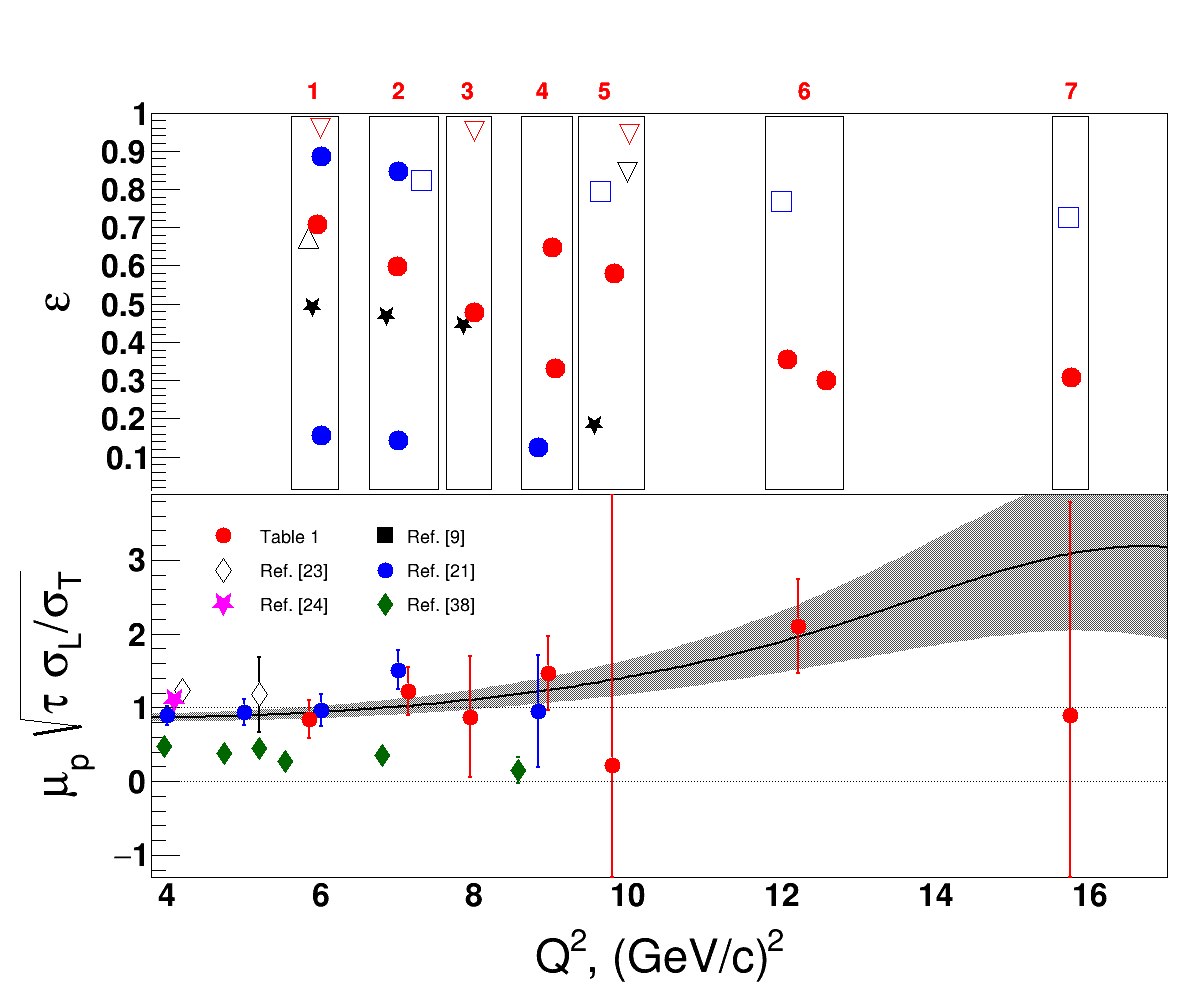 1 2 3 4 5 6 7
1
0.9
0.8
0.7
0.6
0.5
0.4
0.3
0.2
0.1
ε
Table 1 Ref. [9]
Ref. [23] Ref. [21]
Ref. [24] Ref. [38]
3
2
1
0
−1
μp √τ σL/σT
4 6 8 10 12 14 16
Q², (GeV/c)²